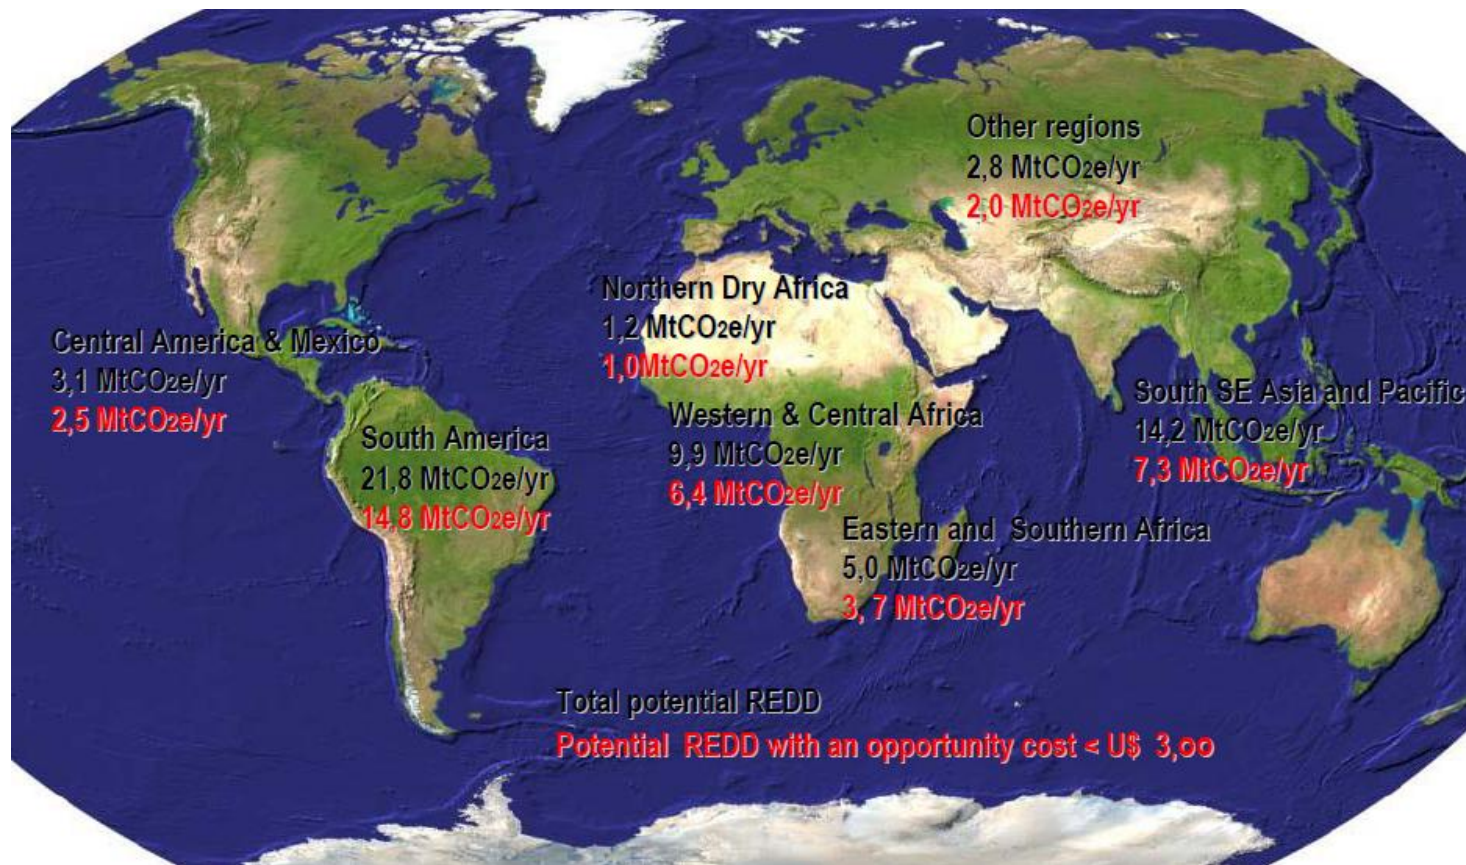 Other regions
2,8 MtCO2e/yr
2,0 MtCO2e/yr
Northern Dry Africa
1,2 MtCO2e/yr
1,0MtCO2e/yr
Central America & Mexico
3,1 MtCO2e/yr
2,5 MtCO2e/yr
South SE Asia and Pacific
14,2 MtCO2e/yr
7,3 MtCO2e/yr
Western & Central Africa
9,9 MtCO2e/yr
6,4 MtCO2e/yr
South America
21,8 MtCO2e/yr
14,8 MtCO2e/yr
Eastern and Southern Africa
5,0 MtCO2e/yr
3, 7 MtCO2e/yr
Total potential REDD
Potential REDD with an opportunity cost < U$ 3,00